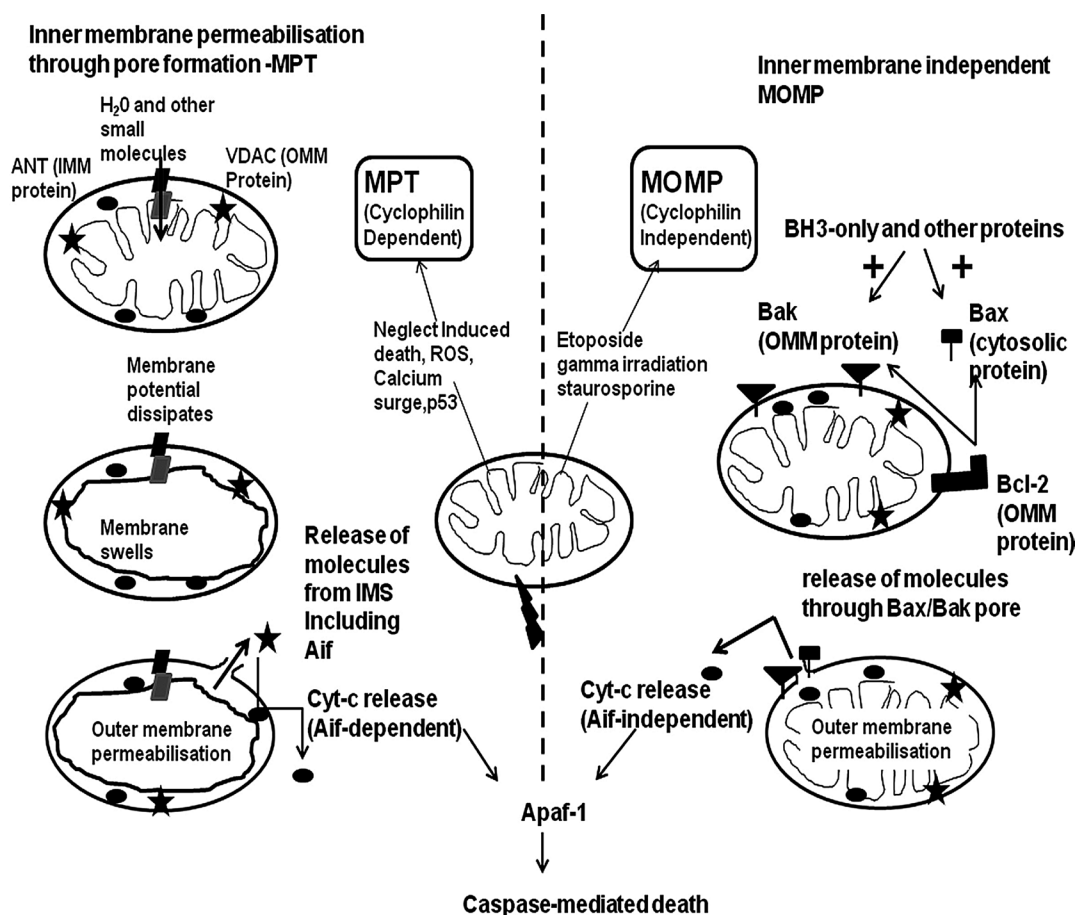 Inner membrane permeabilisation
through pore formation -MPT
H₂0 and other
small
molecules
ANT (IMM
protein)
VDAC (OMM
Protein)
Membrane
potential
dissipates
Membrane
swells
Release of
molecules
from IMS
Including
Aif
Outer membrane
permeabilisation
Cyt-c release
(Aif-dependent)
MPT
(Cyclophilin
Dependent)
Neglect Induced
death, ROS,
Calcium
surge,p53
Inner membrane independent
MOMP
MOMP
(Cyclophilin
Independent)
Etoposide
gamma irradiation
staurosporine
BH3-only and other proteins
+
+
Bak
(OMM protein)
Bax
(cytosolic
protein)
Bcl-2
(OMM
protein)
release of molecules
through Bax/Bak pore
Cyt-c release
(Aif-independent)
Outer membrane
permeabilisation
Apaf-1
Caspase-mediated death